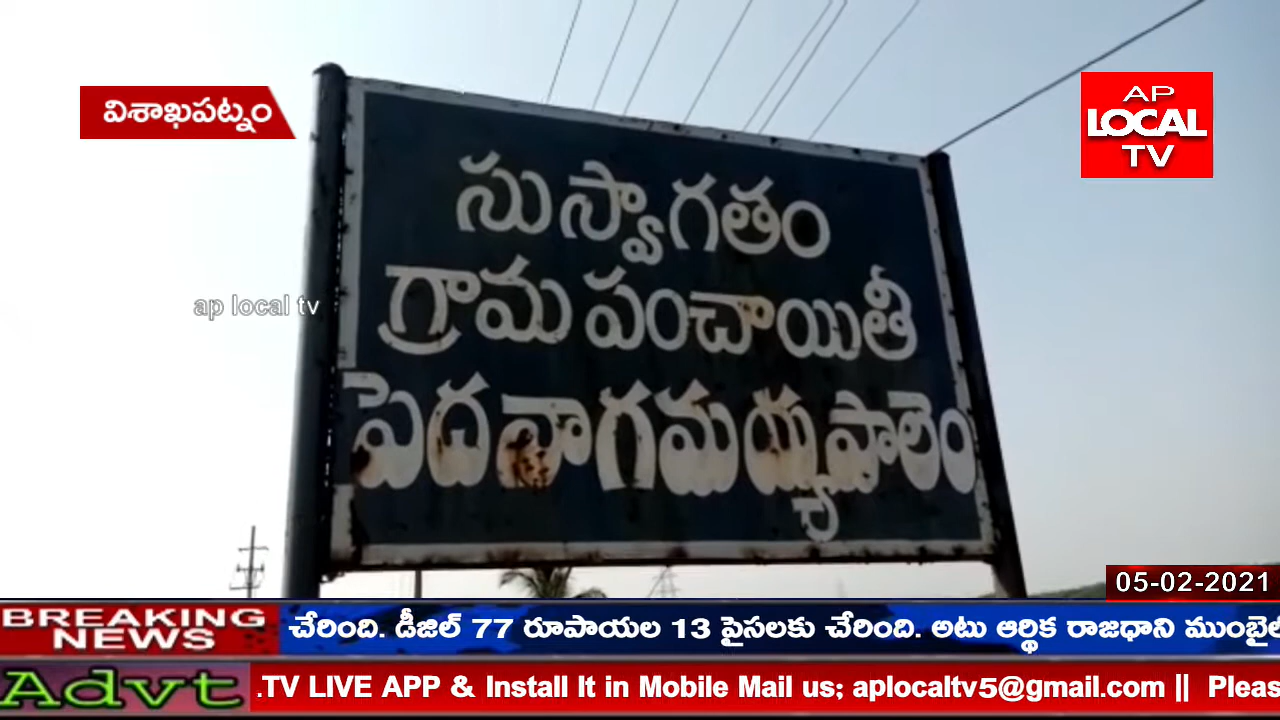 విశాఖపట్నం
AP
LOCAL
TV
సుస్వాగతం
గ్రామ పంచాయితీ
పెదనాగమయ్యపాలెం
ap local tv
05-02-2021
BREAKING
NEWS
చేరింది. డీజిల్ 77 రూపాయల 13 పైసలకు చేరింది. అటు ఆర్థిక రాజధాని
Advt
.TV LIVE APP & Install It in Mobile Mail us; aplocaltv5@gmail.com ||